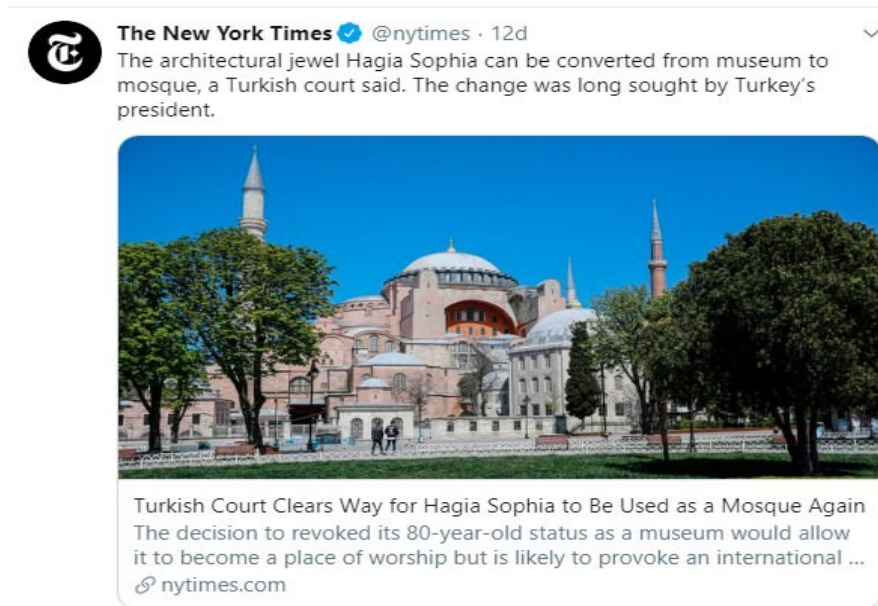 The New York Times @nytimes · 12d
The architectural jewel Hagia Sophia can be converted from museum to
mosque, a Turkish court said. The change was long sought by Turkey's
president.
Turkish Court Clears Way for Hagia Sophia to Be Used as a Mosque Again
The decision to revoked its 80-year-old status as a museum would allow
it to become a place of worship but is likely to provoke an international ...
nytimes.com